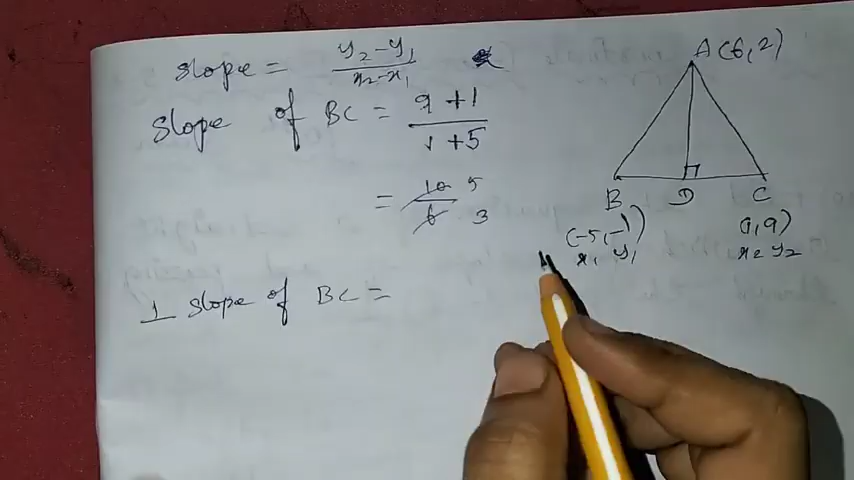 slope = y₂-y₁ / x₂-x₁
slope of BC = 9+1 / 1+5
= 10 5 / 6 3
⊥ slope of BC =
A (6,2)
B D C
(-5,-1) (1,9)
x₁ y₁ x₂ y₂